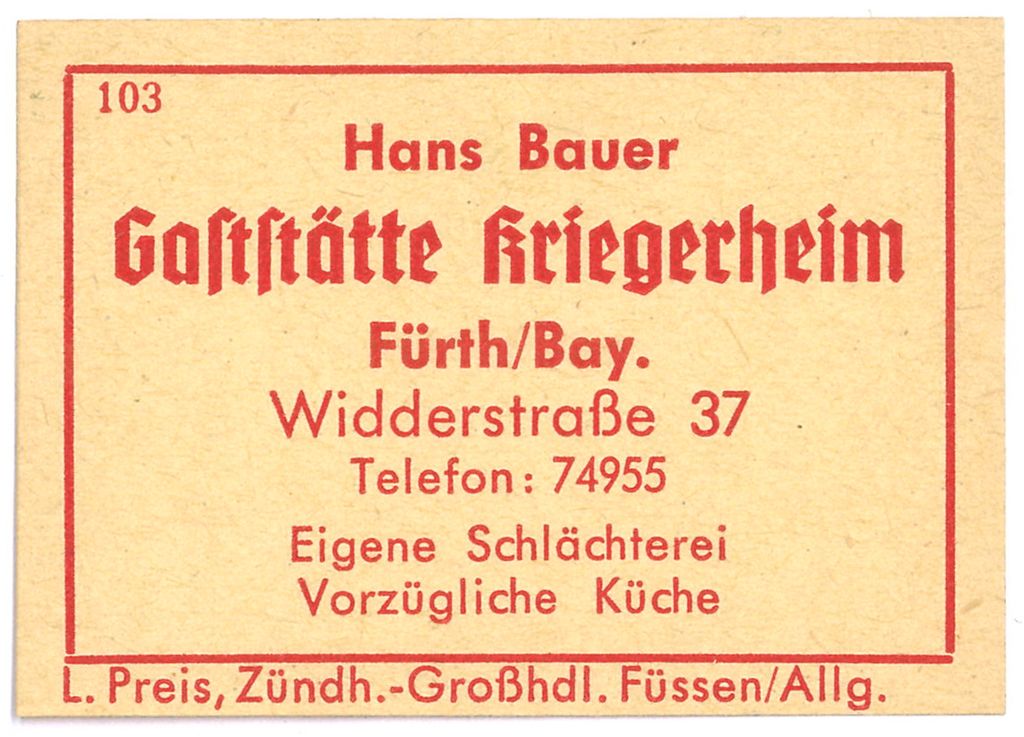 103
Hans Bauer
Gaststätte Kriegerheim
Fürth/Bay.
Widderstraße 37
Telefon: 74955
Eigene Schlächterei
Vorzügliche Küche
L. Preis, Zündh.-Großhdl. Füssen/Allg.